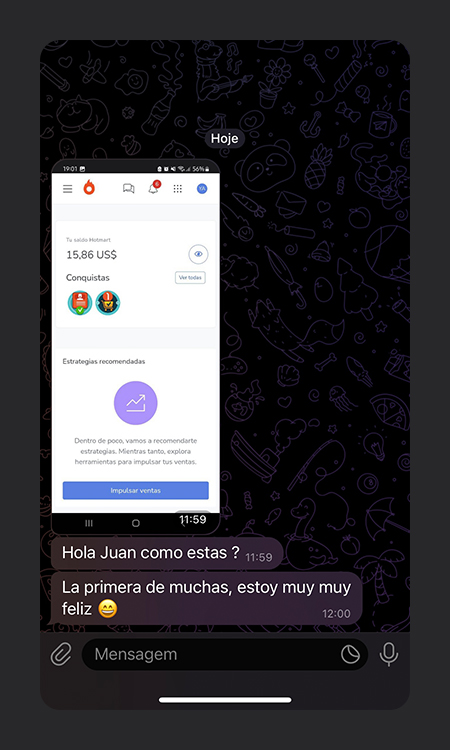 Hoje
19:01
56%
6
YA
Tu saldo Hotmart
15,86 US$
Conquistas
Ver todas
Estrategias recomendadas
Dentro de poco, vamos a recomendarte
estrategias. Mientras tanto, explora
herramientas para impulsar tus ventas.
Impulsar ventas
11:59
Hola Juan como estas ? 11:59
La primera de muchas, estoy muy muy
feliz 😄 12:00
Mensagem